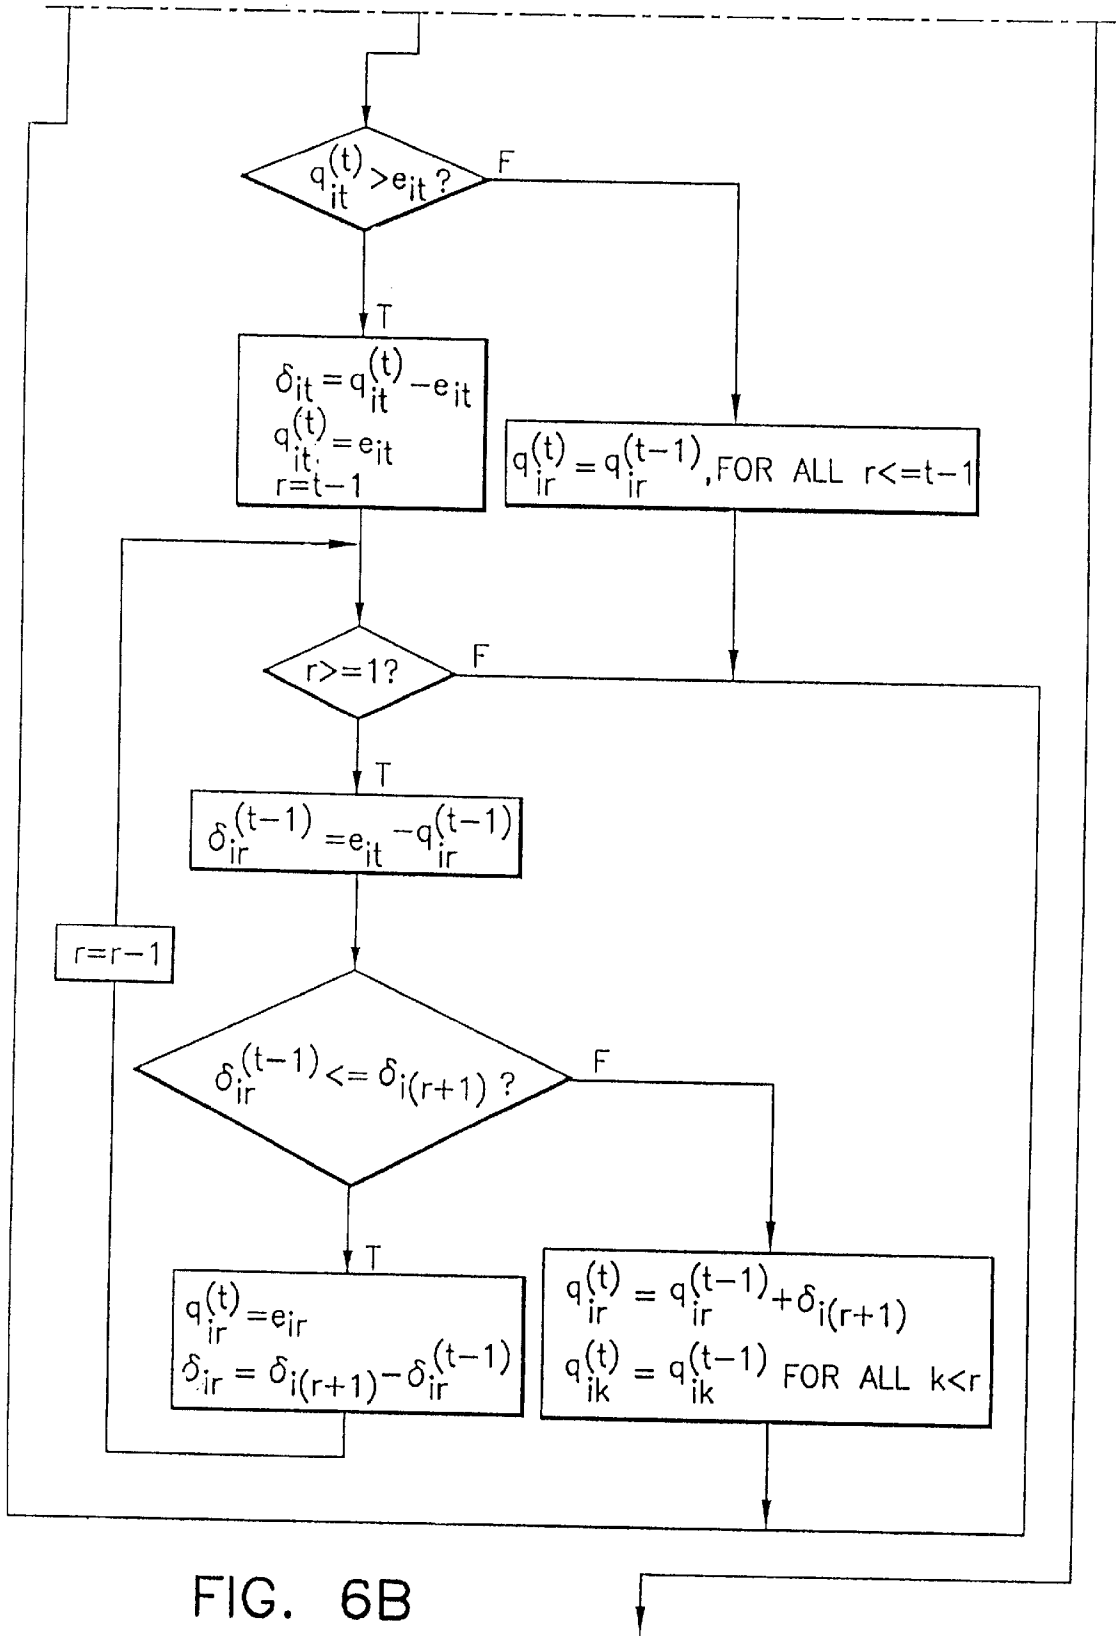 q_it^(t) > e_it ?
F
T
δ_it = q_it^(t) − e_it
q_it^(t) = e_it
r=t−1
q_ir^(t) = q_ir^(t−1), FOR ALL r<=t−1
r>=1?
F
T
δ_ir^(t−1) = e_it − q_ir^(t−1)
r=r−1
δ_ir^(t−1) <= δ_i(r+1) ?
F
T
q_ir^(t) = e_ir
δ_ir = δ_i(r+1) − δ_ir^(t−1)
q_ir^(t) = q_ir^(t−1) + δ_i(r+1)
q_ik^(t) = q_ik^(t−1) FOR ALL k<r
FIG. 6B